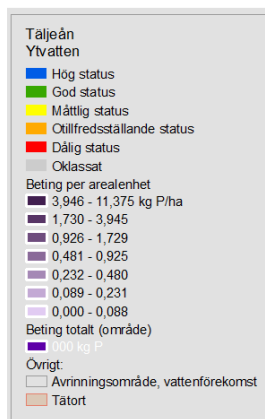 Täljeån
Ytvatten
Hög status
God status
Måttlig status
Otillfredsställande status
Dålig status
Oklassat
Beting per arealenhet
3,946 - 11,375 kg P/ha
1,730 - 3,945
0,926 - 1,729
0,481 - 0,925
0,232 - 0,480
0,089 - 0,231
0,000 - 0,088
Beting totalt (område)
000 kg P
Övrigt:
Avrinningsområde, vattenförekomst
Tätort